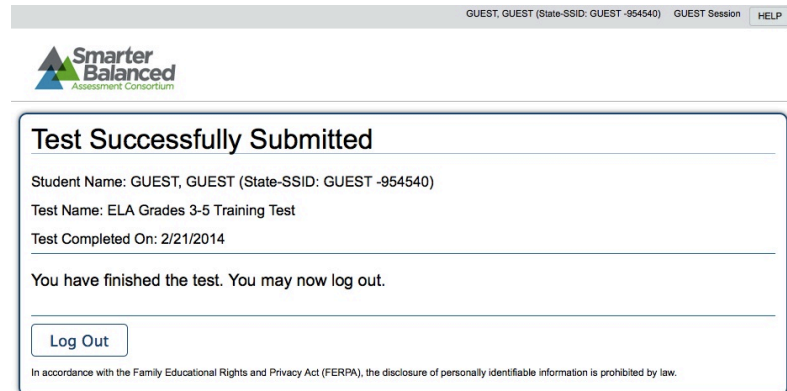 GUEST, GUEST (State-SSID: GUEST -954540) GUEST Session HELP
Smarter
Balanced
Assessment Consortium
Test Successfully Submitted
Student Name: GUEST, GUEST (State-SSID: GUEST -954540)
Test Name: ELA Grades 3-5 Training Test
Test Completed On: 2/21/2014
You have finished the test. You may now log out.
Log Out
In accordance with the Family Educational Rights and Privacy Act (FERPA), the disclosure of personally identifiable information is prohibited by law.